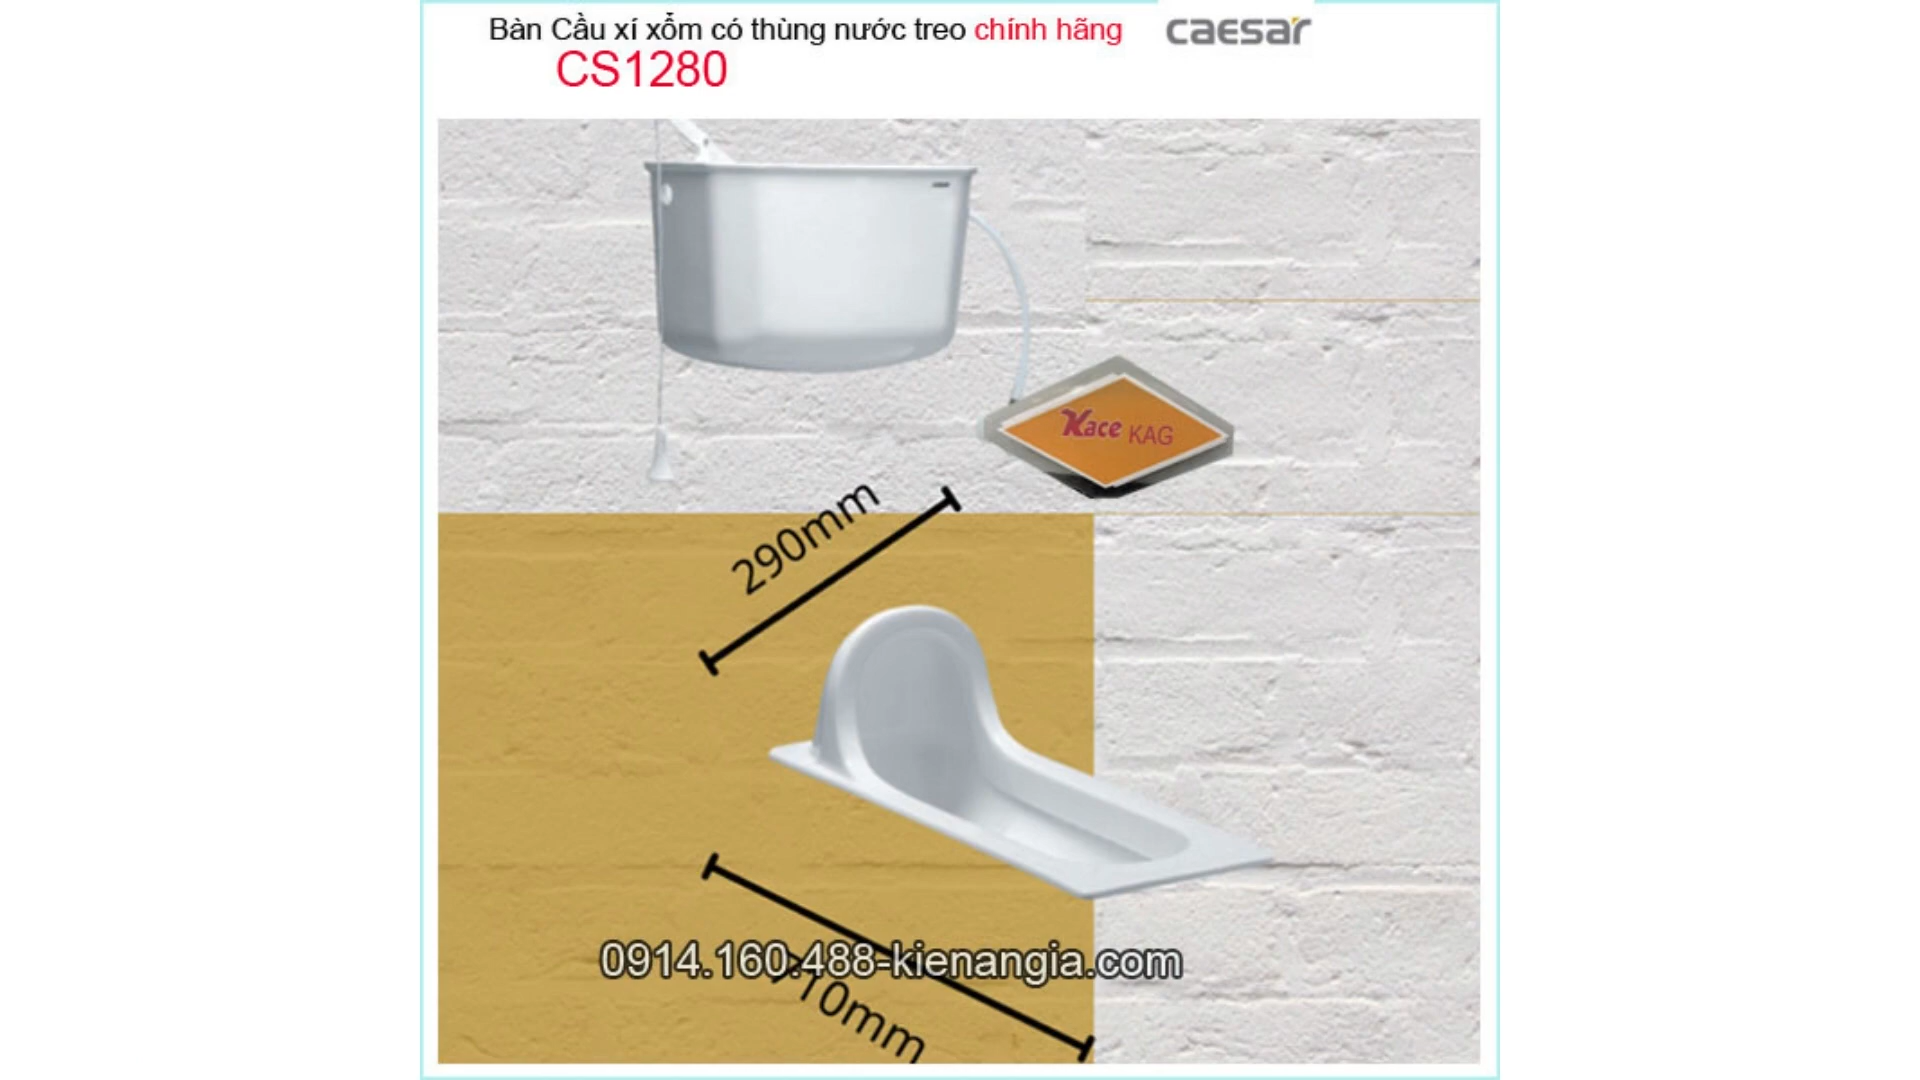 Bàn Cầu xí xổm có thùng nước treo chính hãng
caesar
CS1280
Kace KAG
290mm
0914.160.488-kienangia.com
710mm